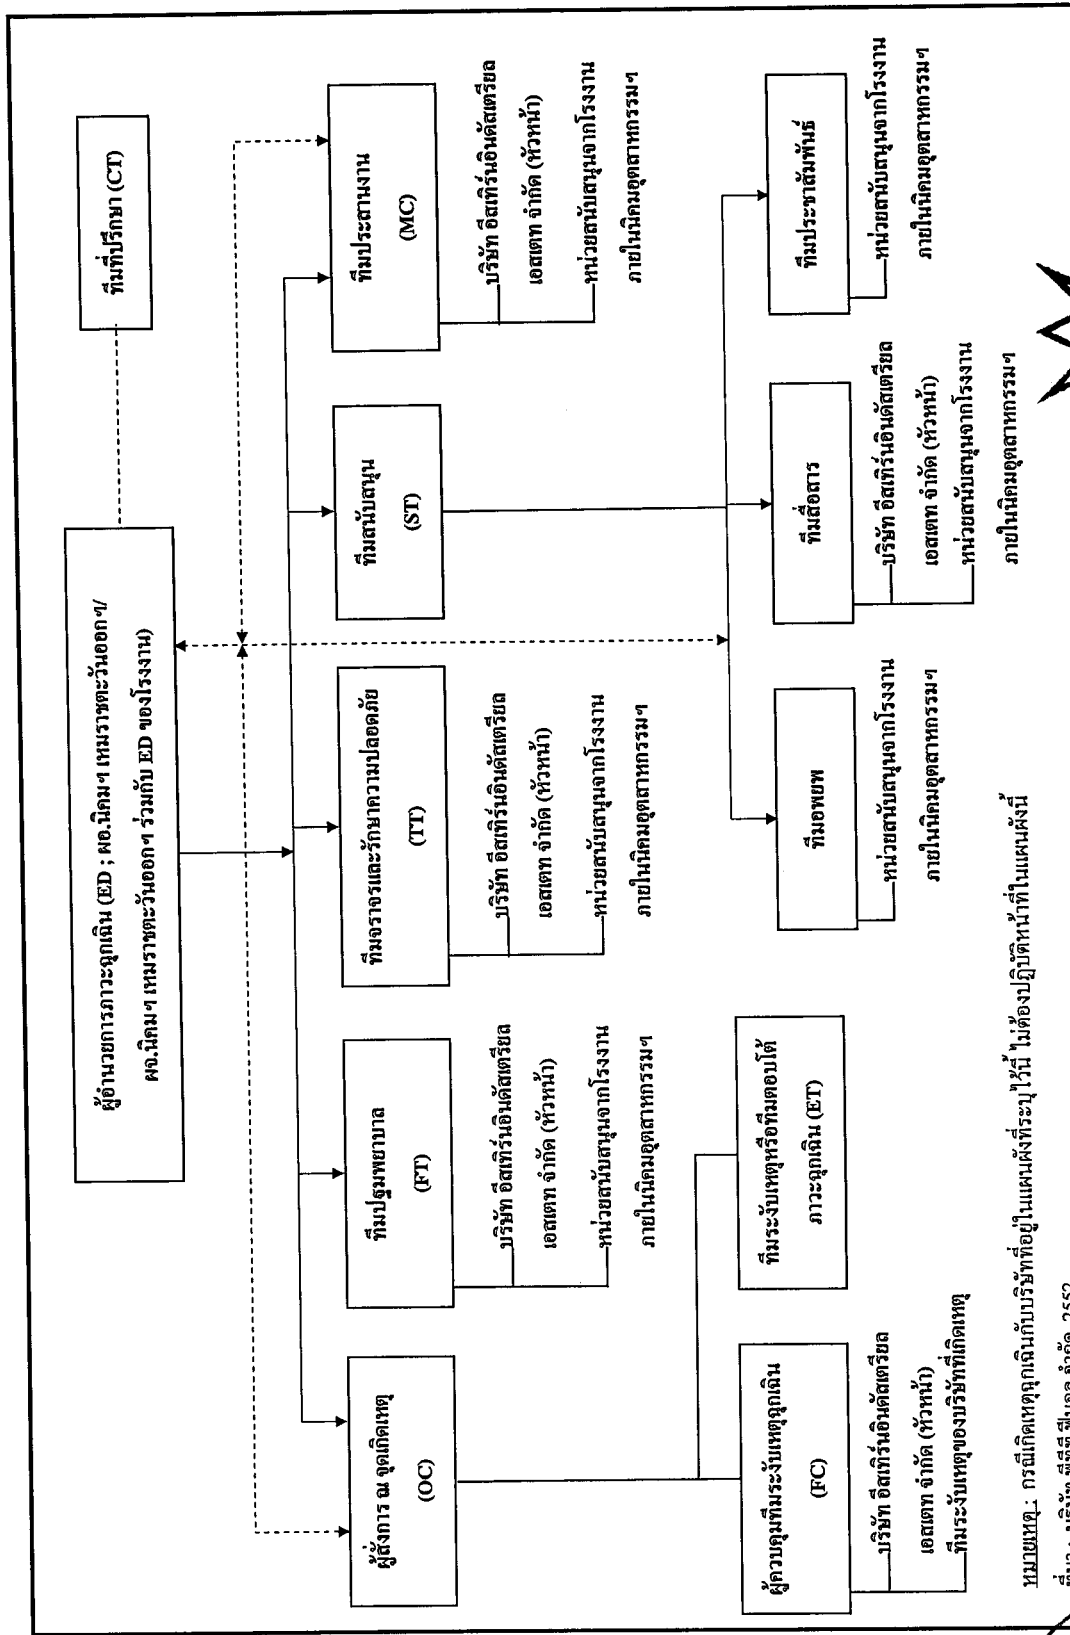 ผู้อำนวยการภาวะฉุกเฉิน (ED ; ผอ.นิคมฯ เหมราชตะวันออกฯ/
ผจ.นิคมฯ เหมราชตะวันออกฯ ร่วมกับ ED ของโรงงาน)
ทีมที่ปรึกษา (CT)
ผู้สั่งการ ณ จุดเกิดเหตุ
(OC)
ทีมปฐมพยาบาล
(FT)
บริษัท อีสเทิร์นอินดัสเตรียล
เอสเตท จำกัด (หัวหน้า)
หน่วยสนับสนุนจากโรงงาน
ภายในนิคมอุตสาหกรรมฯ
ทีมจราจรและรักษาความปลอดภัย
(TT)
บริษัท อีสเทิร์นอินดัสเตรียล
เอสเตท จำกัด (หัวหน้า)
หน่วยสนับสนุนจากโรงงาน
ภายในนิคมอุตสาหกรรมฯ
ทีมสนับสนุน
(ST)
ทีมประสานงาน
(MC)
บริษัท อีสเทิร์นอินดัสเตรียล
เอสเตท จำกัด (หัวหน้า)
หน่วยสนับสนุนจากโรงงาน
ภายในนิคมอุตสาหกรรมฯ
ผู้ควบคุมทีมระงับเหตุฉุกเฉิน
(FC)
บริษัท อีสเทิร์นอินดัสเตรียล
เอสเตท จำกัด (หัวหน้า)
ทีมระงับเหตุของบริษัทที่เกิดเหตุ
ทีมระงับเหตุหรือทีมตอบโต้
ภาวะฉุกเฉิน (ET)
ทีมอพยพ
หน่วยสนับสนุนจากโรงงาน
ภายในนิคมอุตสาหกรรมฯ
ทีมสื่อสาร
บริษัท อีสเทิร์นอินดัสเตรียล
เอสเตท จำกัด (หัวหน้า)
หน่วยสนับสนุนจากโรงงาน
ภายในนิคมอุตสาหกรรมฯ
ทีมประชาสัมพันธ์
หน่วยสนับสนุนจากโรงงาน
ภายในนิคมอุตสาหกรรมฯ
หมายเหตุ : กรณีเกิดเหตุฉุกเฉินกับบริษัทที่อยู่ในแผนผังที่ระบุไว้นี้ ไม่ต้องปฏิบัติหน้าที่ในแผนผังนี้
ที่มา : บริษัท พีทีที ฟีนอล จำกัด, 2552